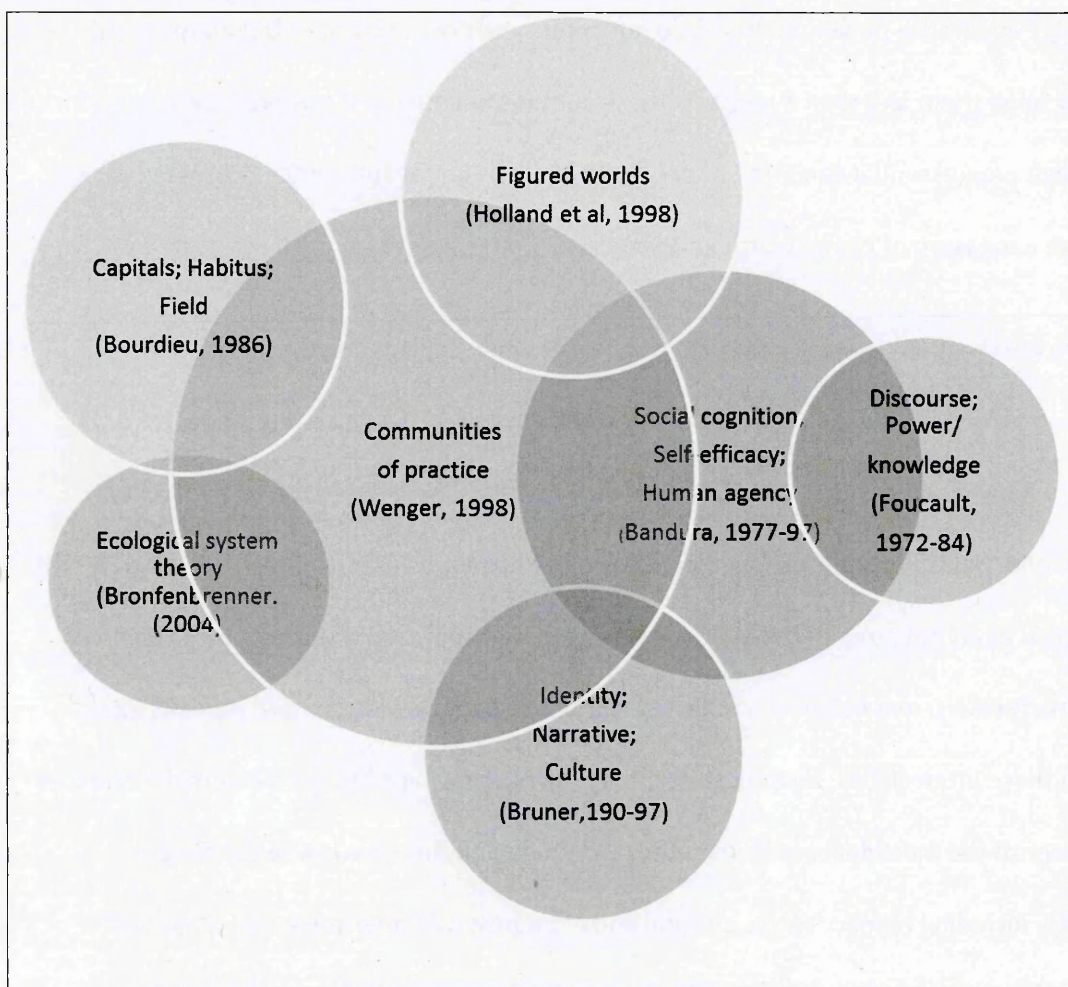 Figured worlds
(Holland et al, 1998)
Capitals; Habitus;
Field
(Bourdieu, 1986)
Communities
of practice
(Wenger, 1998)
Social cognition,
Self-efficacy;
Human agency
(Bandura, 1977-97)
Discourse;
Power/
knowledge
(Foucault,
1972-84)
Ecological system
theory
(Bronfenbrenner.
(2004)
Identity;
Narrative;
Culture
(Bruner,190-97)